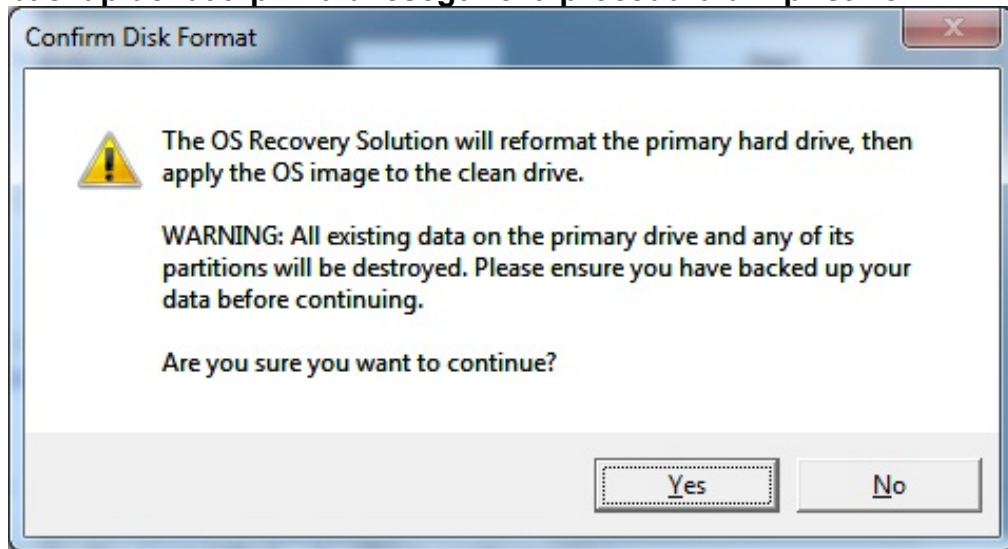 Confirm Disk Format
The OS Recovery Solution will reformat the primary hard drive, then
apply the OS image to the clean drive.
WARNING: All existing data on the primary drive and any of its
partitions will be destroyed. Please ensure you have backed up your
data before continuing.
Are you sure you want to continue?
Yes
No